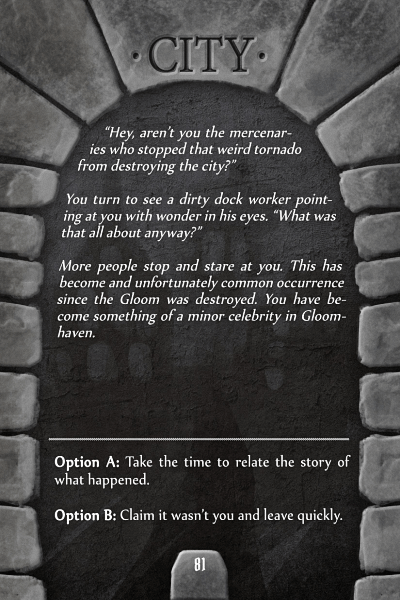 · CITY ·
“Hey, aren’t you the mercenar-
ies who stopped that weird tornado
from destroying the city?”
You turn to see a dirty dock worker point-
ing at you with wonder in his eyes. “What was
that all about anyway?”
More people stop and stare at you. This has
become and unfortunately common occurrence
since the Gloom was destroyed. You have be-
come something of a minor celebrity in Gloom-
haven.
Option A: Take the time to relate the story of
what happened.
Option B: Claim it wasn’t you and leave quickly.
81